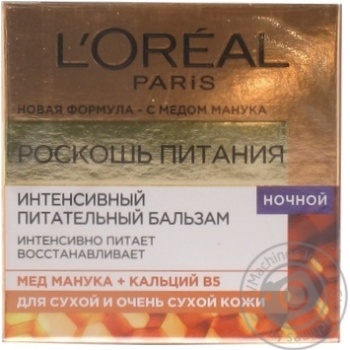 L'ORÉAL
PARIS
НОВАЯ ФОРМУЛА - С МЕДОМ МАНУКА
РОСКОШЬ ПИТАНИЯ
ИНТЕНСИВНЫЙ
ПИТАТЕЛЬНЫЙ БАЛЬЗАМ
НОЧНОЙ
ИНТЕНСИВНО ПИТАЕТ
ВОССТАНАВЛИВАЕТ
МЕД МАНУКА + КАЛЬЦИЙ B5
ДЛЯ СУХОЙ И ОЧЕНЬ СУХОЙ КОЖИ